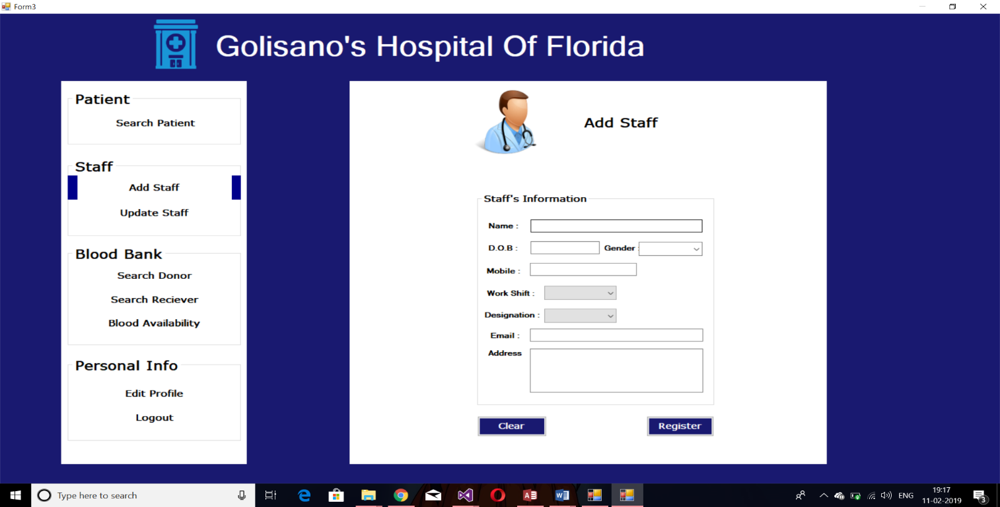 Form3
Golisano's Hospital Of Florida
Patient
Search Patient
Staff
Add Staff
Update Staff
Blood Bank
Search Donor
Search Reciever
Blood Availability
Personal Info
Edit Profile
Logout
Add Staff
Staff's Information
Name :
D.O.B :
Gender :
Mobile :
Work Shift :
Designation :
Email :
Address
Clear
Register
Type here to search
ENG
19:17
11-02-2019
3